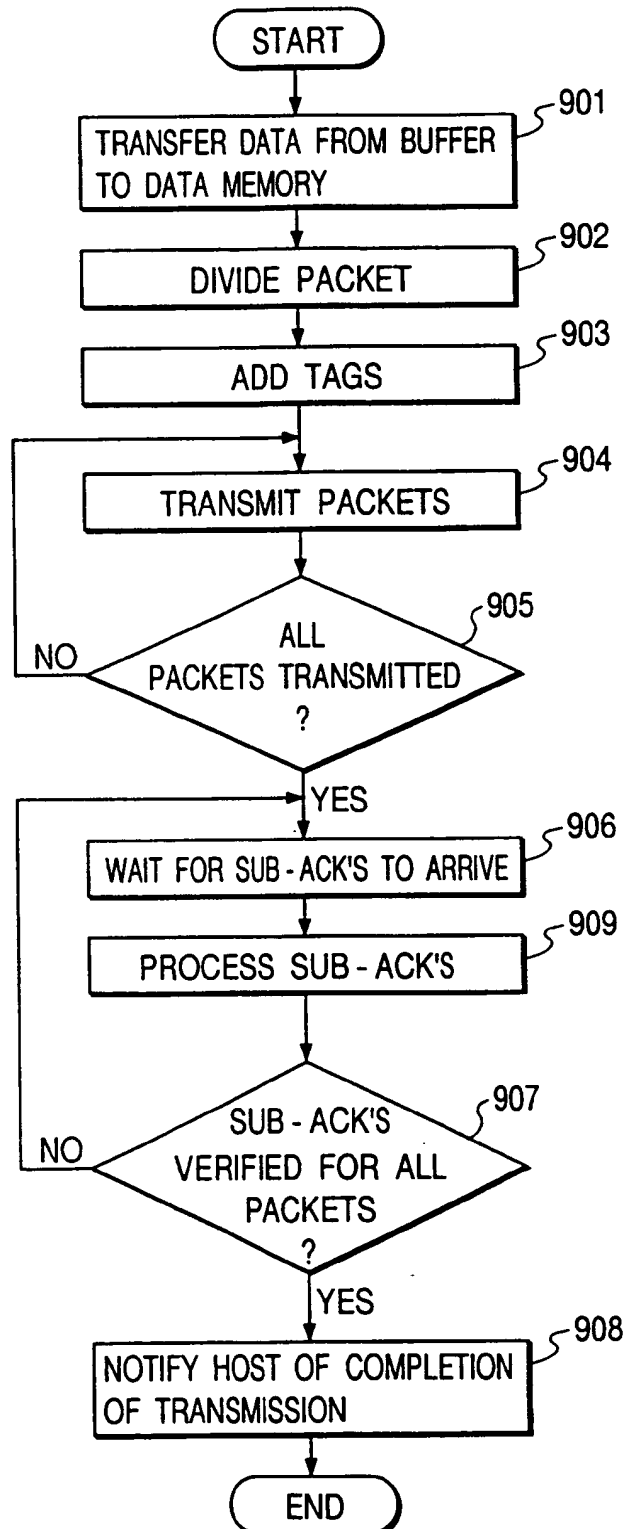 START
901
TRANSFER DATA FROM BUFFER
TO DATA MEMORY
902
DIVIDE PACKET
903
ADD TAGS
904
TRANSMIT PACKETS
905
ALL
PACKETS TRANSMITTED
?
NO
YES
906
WAIT FOR SUB-ACK'S TO ARRIVE
909
PROCESS SUB-ACK'S
907
SUB-ACK'S
VERIFIED FOR ALL
PACKETS
?
NO
YES
908
NOTIFY HOST OF COMPLETION
OF TRANSMISSION
END